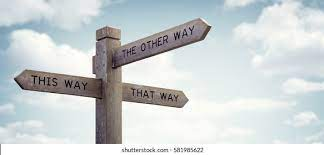 THE OTHER WAY
THIS WAY
THAT WAY
shutterstock.com · 581985622